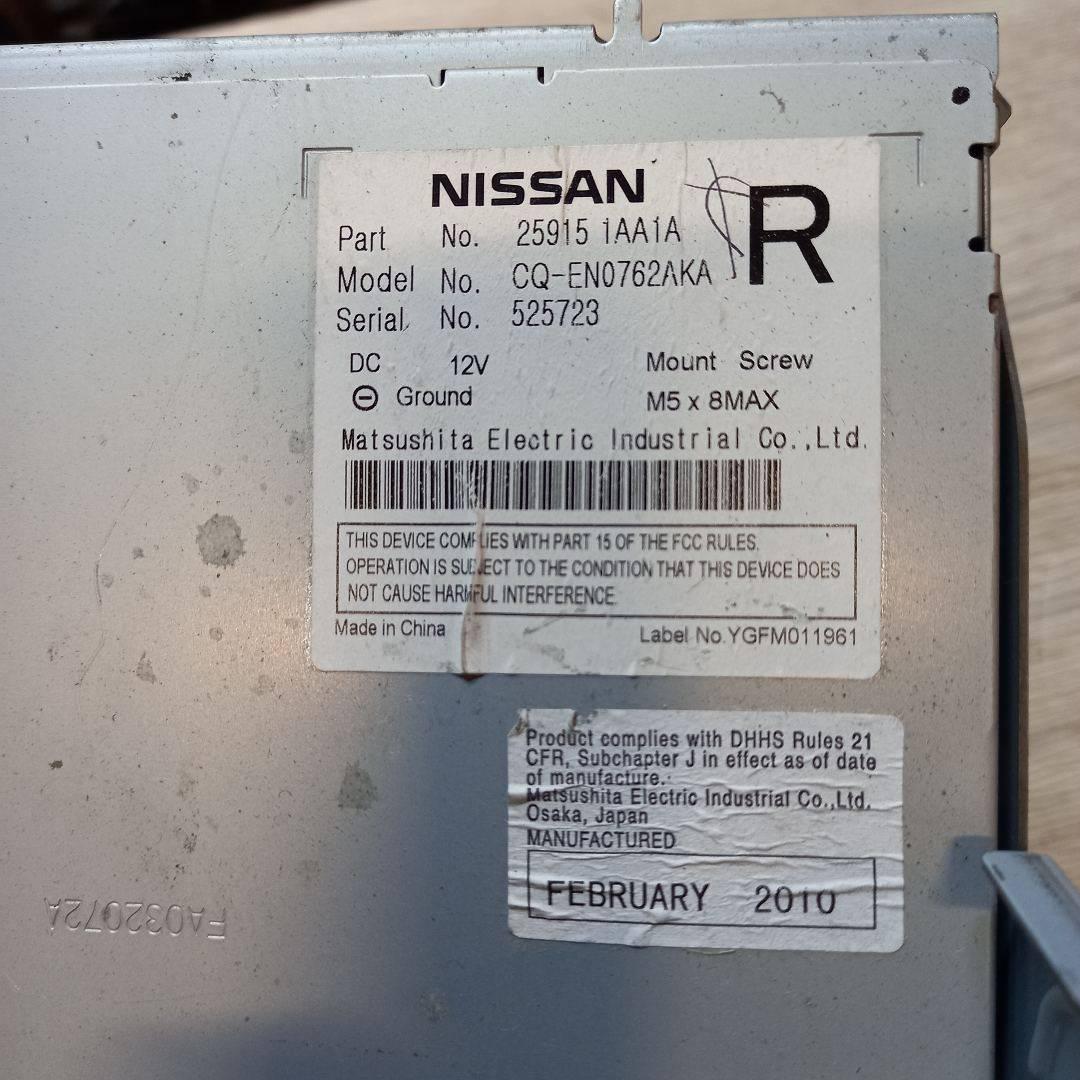 NISSAN
R
Part No. 25915 1AA1A
Model No. CQ-EN0762AKA
Serial No. 525723
DC 12V
Mount Screw
⊖ Ground
M5 x 8MAX
Matsushita Electric Industrial Co.,Ltd.
THIS DEVICE COMPLIES WITH PART 15 OF THE FCC RULES.
OPERATION IS SUBJECT TO THE CONDITION THAT THIS DEVICE DOES
NOT CAUSE HARMFUL INTERFERENCE.
Made in China
Label No.YGFM011961
Product complies with DHHS Rules 21
CFR, Subchapter J in effect as of date
of manufacture.
Matsushita Electric Industrial Co.,Ltd.
Osaka, Japan
MANUFACTURED
FEBRUARY 2010
FA032072A